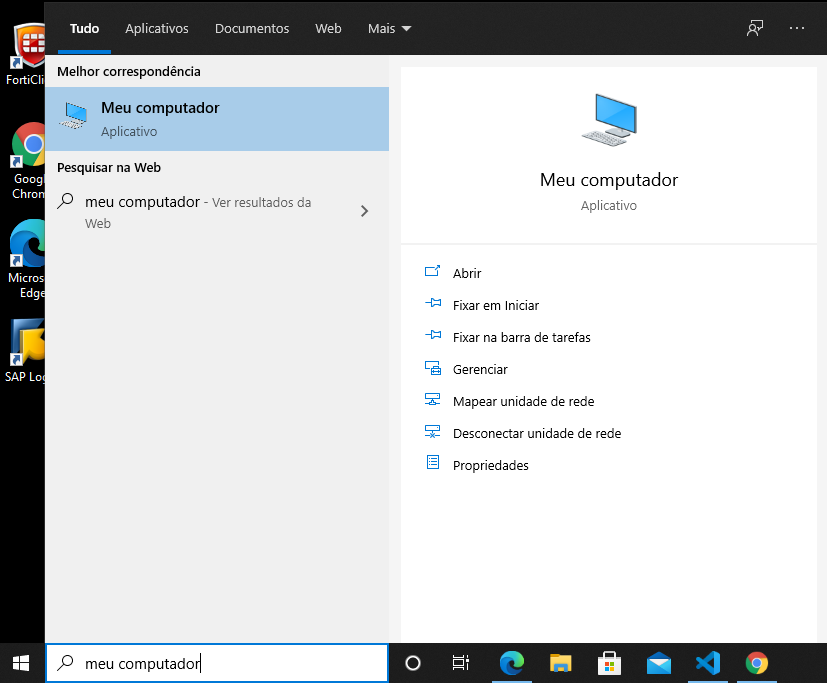 Tudo Aplicativos Documentos Web Mais
FortiCli
Googl
Chrom
Micros
Edge
SAP Log
Melhor correspondência
Meu computador
Aplicativo
Pesquisar na Web
meu computador - Ver resultados da
Web
Meu computador
Aplicativo
Abrir
Fixar em Iniciar
Fixar na barra de tarefas
Gerenciar
Mapear unidade de rede
Desconectar unidade de rede
Propriedades
meu computador